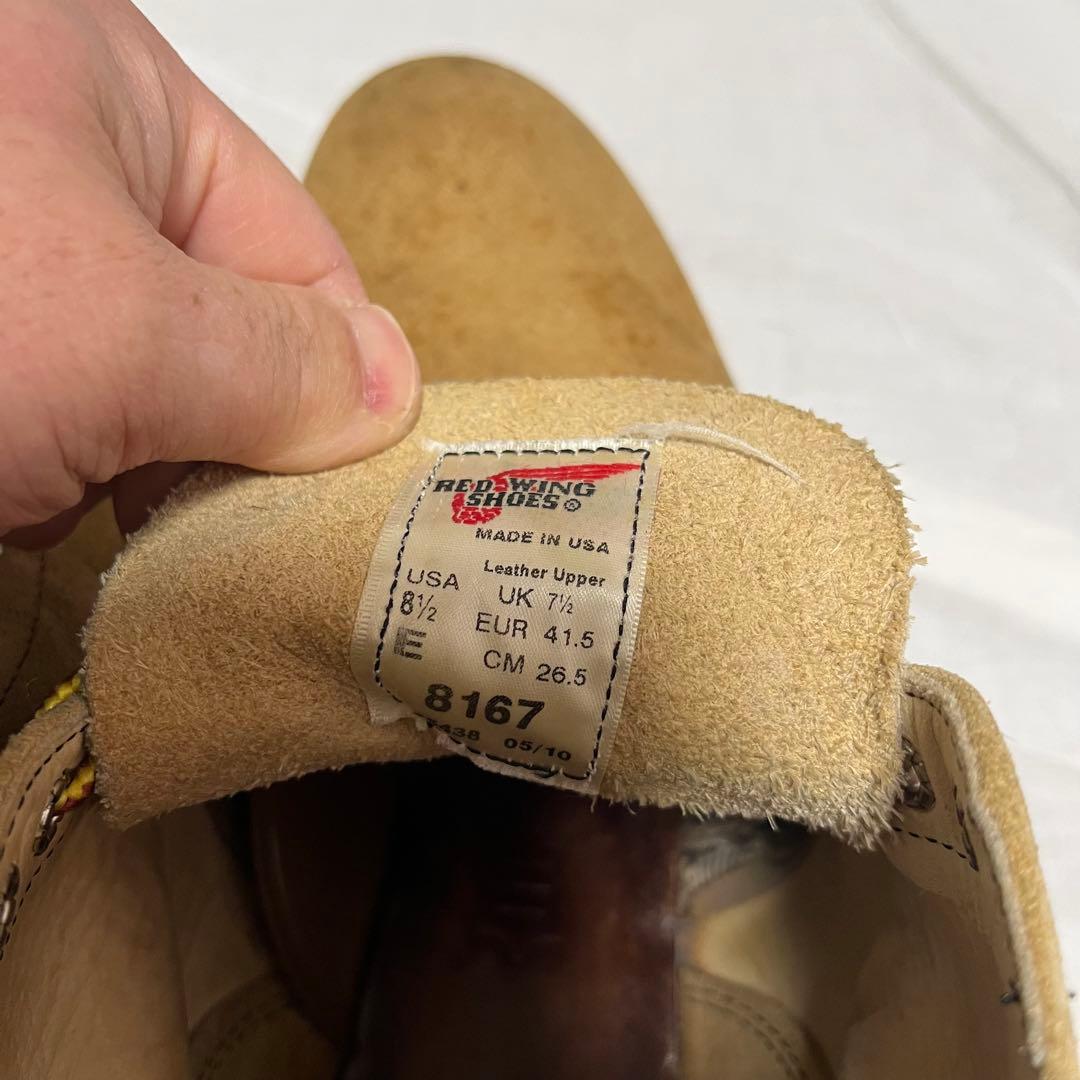 RED WING
SHOES®
MADE IN USA
Leather Upper
USA
8½
E
UK 7½
EUR 41.5
CM 26.5
8167
05/10